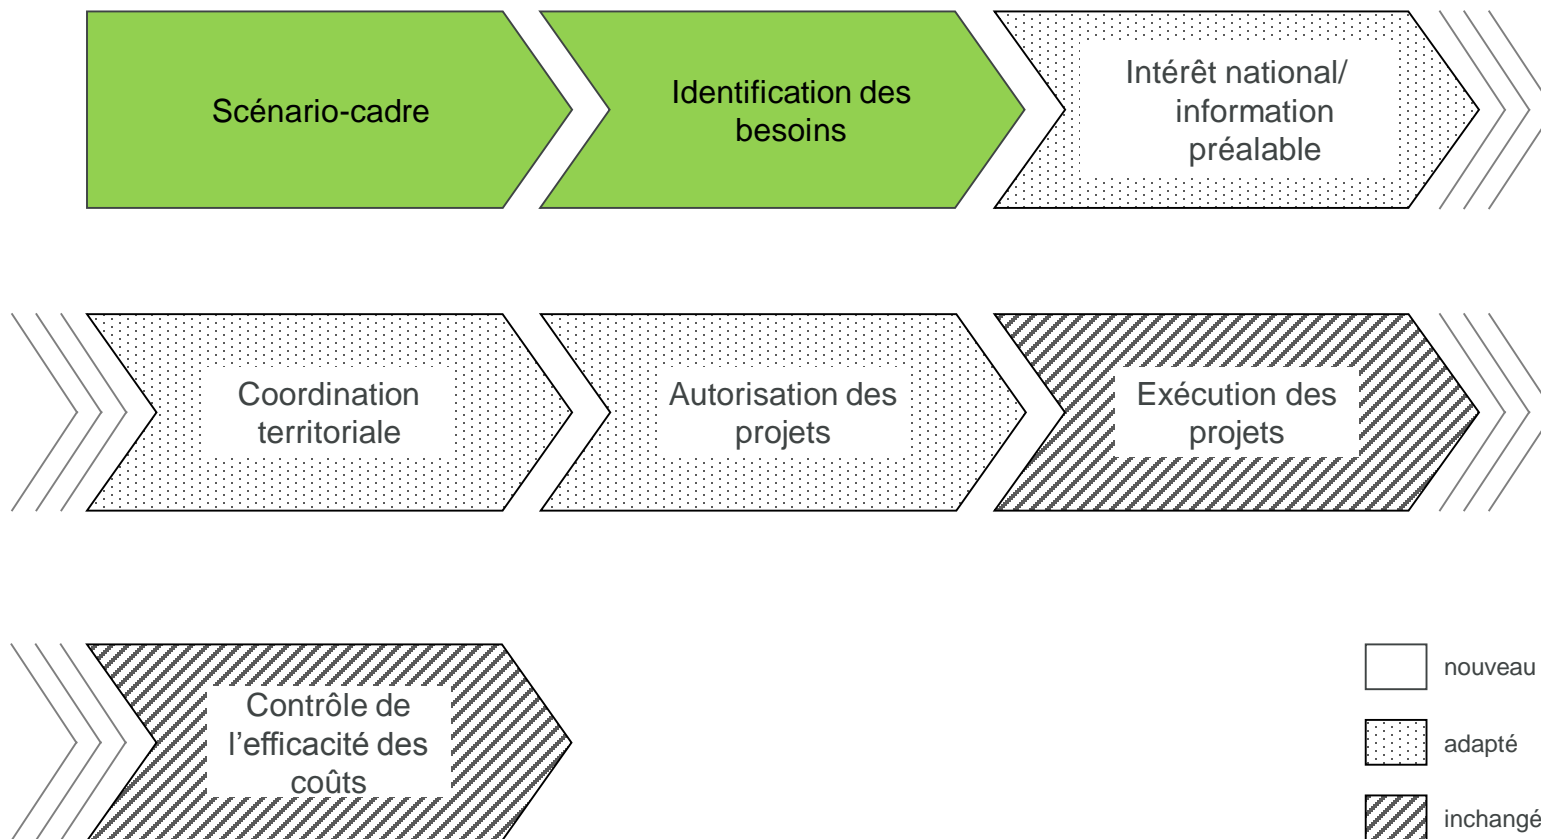 Scénario-cadre
Identification des
besoins
Intérêt national/
information
préalable
Coordination
territoriale
Autorisation des
projets
Exécution des
projets
Contrôle de
l’efficacité des
coûts
nouveau
adapté
inchangé